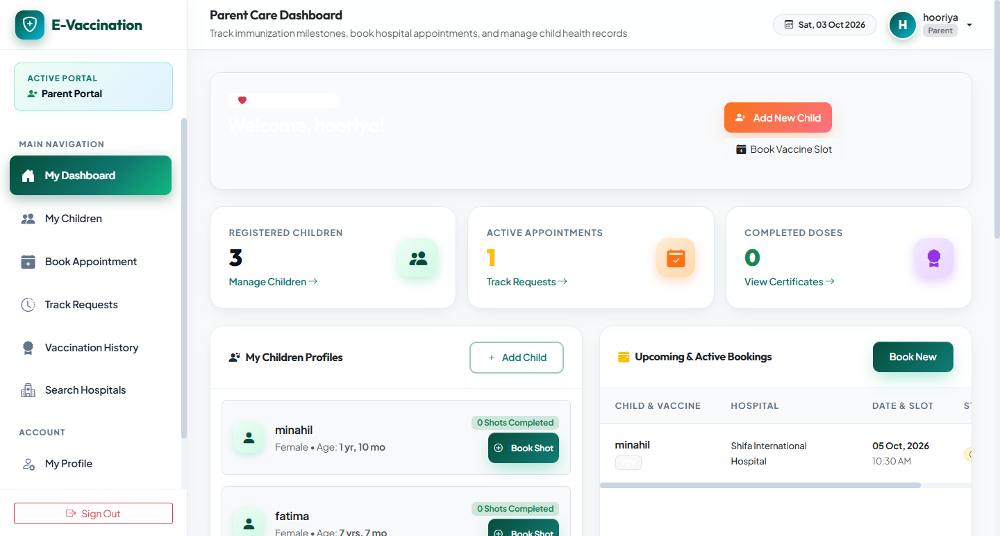 E-Vaccination
Parent Care Dashboard
Track immunization milestones, book hospital appointments, and manage child health records
Sat, 03 Oct 2026
H
hooriya
Parent
ACTIVE PORTAL
Parent Portal
MAIN NAVIGATION
My Dashboard
My Children
Book Appointment
Track Requests
Vaccination History
Search Hospitals
ACCOUNT
My Profile
Sign Out
Welcome, hooriya!
Add New Child
Book Vaccine Slot
REGISTERED CHILDREN
3
Manage Children →
ACTIVE APPOINTMENTS
1
Track Requests →
COMPLETED DOSES
0
View Certificates →
My Children Profiles
+ Add Child
minahil
Female • Age: 1 yr, 10 mo
0 Shots Completed
Book Shot
fatima
Female • Age: 7 yrs, 7 mo
0 Shots Completed
Book Shot
Upcoming & Active Bookings
Book New
CHILD & VACCINE HOSPITAL DATE & SLOT
minahil
Shifa International
Hospital
05 Oct, 2026
10:30 AM